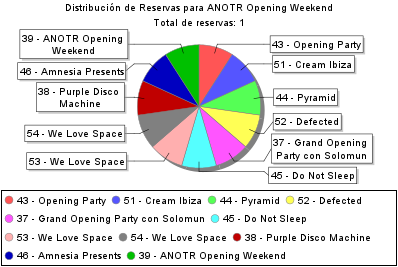 Distribución de Reservas para ANOTR Opening Weekend
Total de reservas: 1
39 - ANOTR Opening
Weekend
43 - Opening Party
46 - Amnesia Presents
51 - Cream Ibiza
38 - Purple Disco
Machine
44 - Pyramid
52 - Defected
54 - We Love Space
37 - Grand Opening
Party con Solomun
53 - We Love Space
45 - Do Not Sleep
43 - Opening Party 51 - Cream Ibiza 44 - Pyramid 52 - Defected
37 - Grand Opening Party con Solomun 45 - Do Not Sleep
53 - We Love Space 54 - We Love Space 38 - Purple Disco Machine
46 - Amnesia Presents 39 - ANOTR Opening Weekend